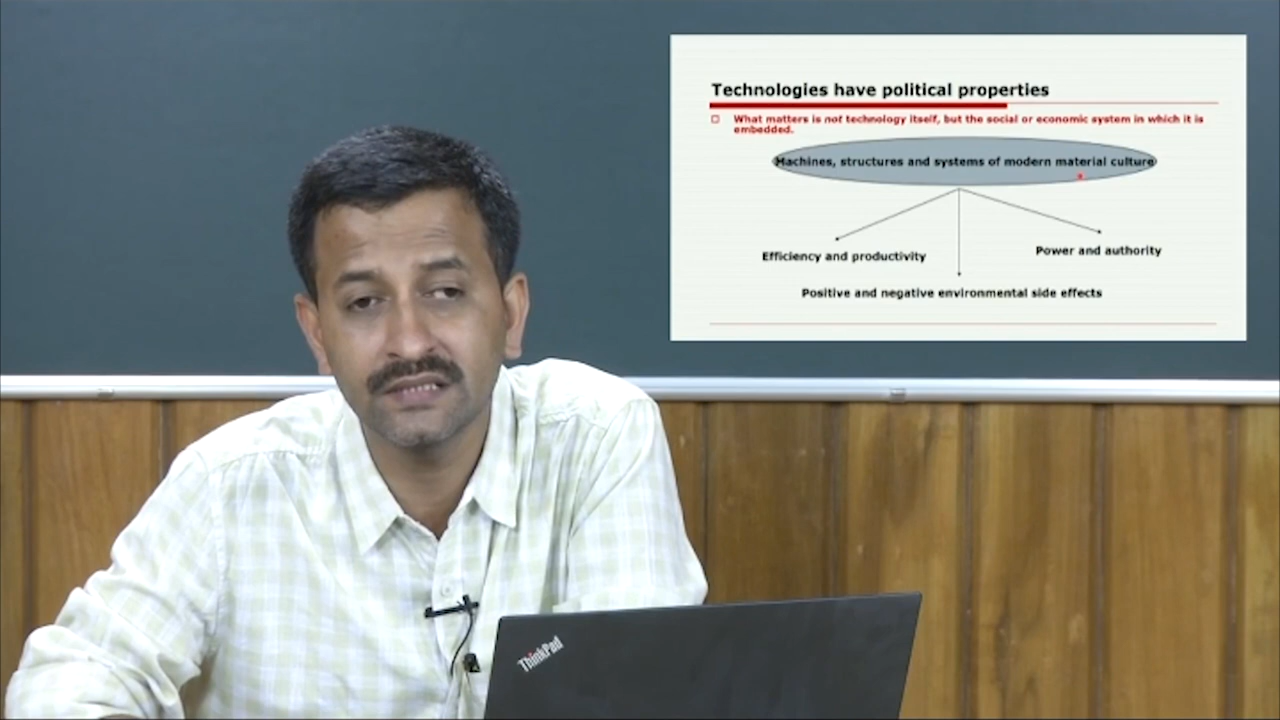 Technologies have political properties
What matters is not technology itself, but the social or economic system in which it is
embedded.
Machines, structures and systems of modern material culture
Efficiency and productivity
Power and authority
Positive and negative environmental side effects
ThinkPad